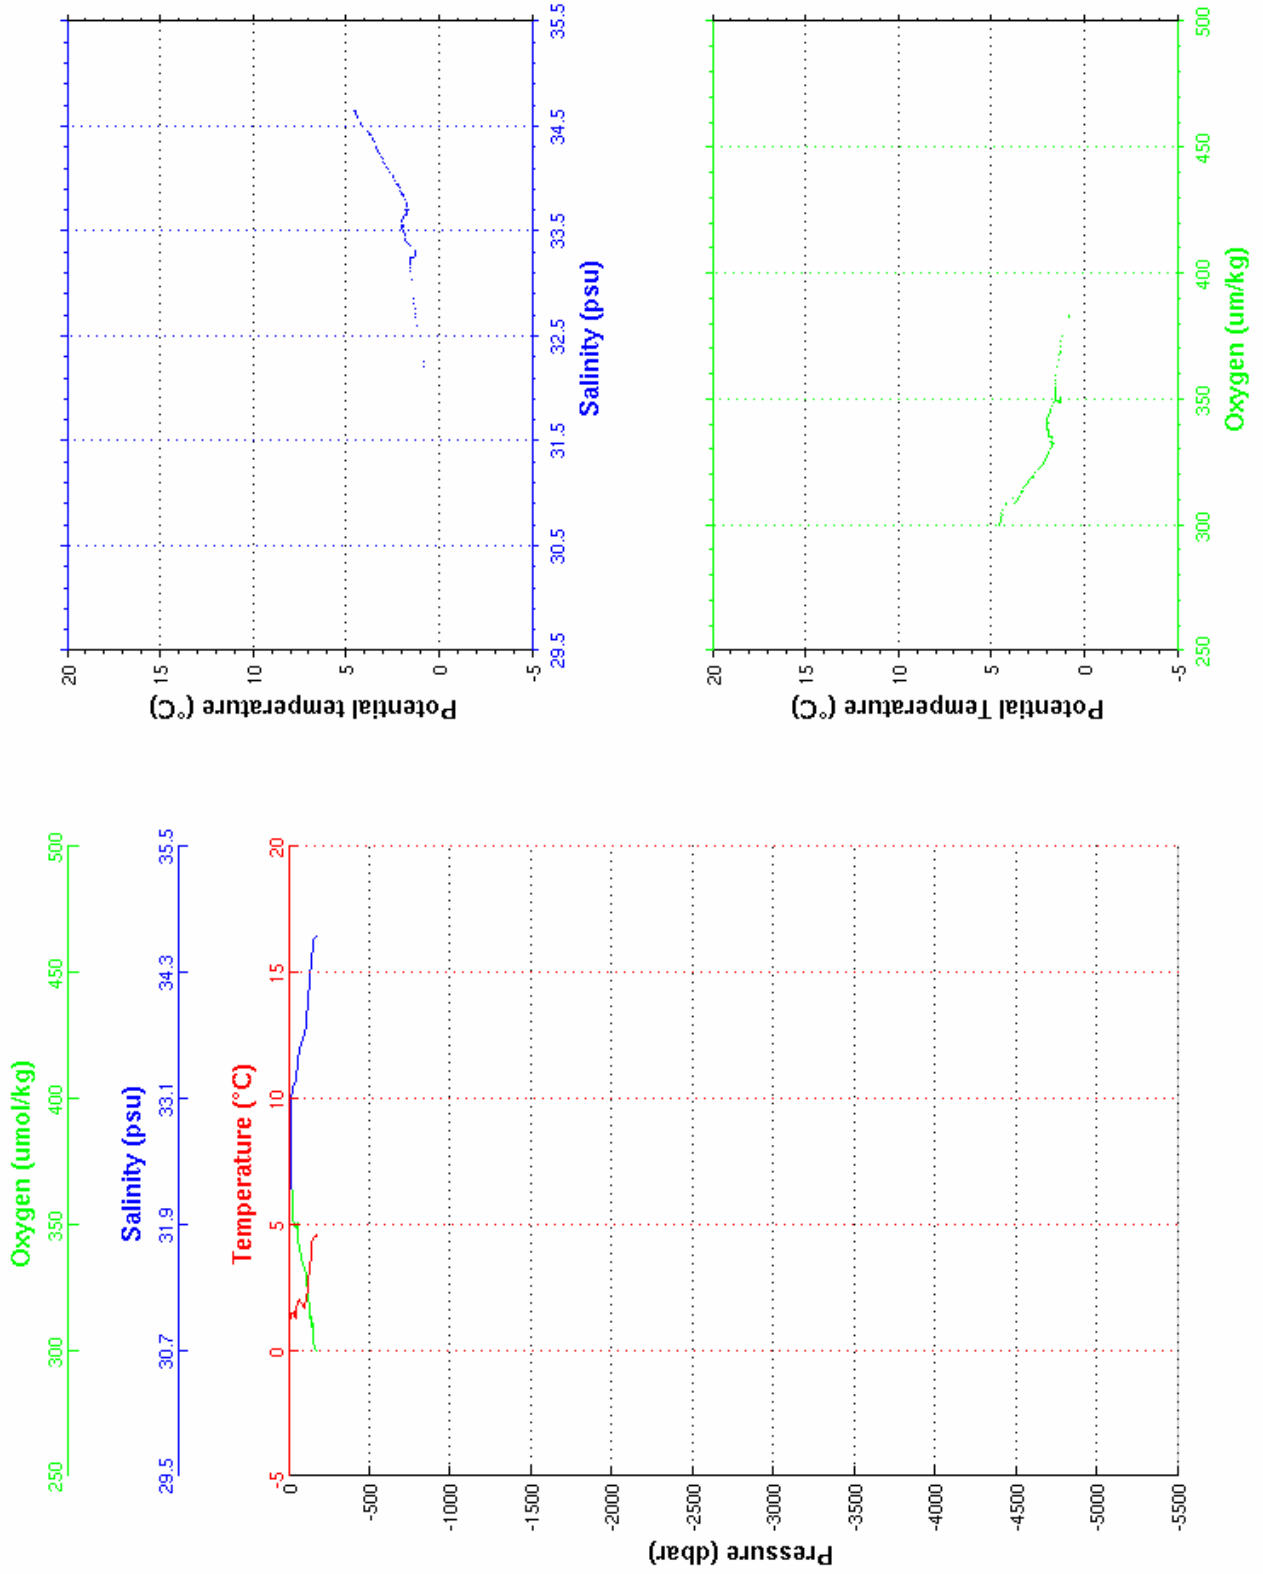 Oxygen (umol/kg)
250 300 350 400 450 500
Salinity (psu)
29.5 30.7 31.9 33.1 34.3 35.5
Temperature (°C)
-5 0 5 10 15 20
Pressure (dbar)
0
-500
-1000
-1500
-2000
-2500
-3000
-3500
-4000
-4500
-5000
-5500
Potential temperature (°C)
20
15
10
5
0
-5
29.5 30.5 31.5 32.5 33.5 34.5 35.5
Salinity (psu)
Potential Temperature (°C)
20
15
10
5
0
-5
250 300 350 400 450 500
Oxygen (um/kg)